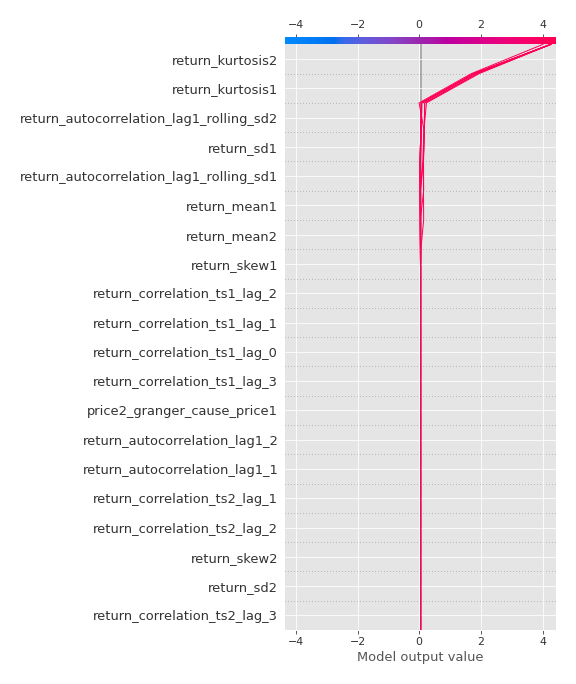 −4 −2 0 2 4
return_kurtosis2
return_kurtosis1
return_autocorrelation_lag1_rolling_sd2
return_sd1
return_autocorrelation_lag1_rolling_sd1
return_mean1
return_mean2
return_skew1
return_correlation_ts1_lag_2
return_correlation_ts1_lag_1
return_correlation_ts1_lag_0
return_correlation_ts1_lag_3
price2_granger_cause_price1
return_autocorrelation_lag1_2
return_autocorrelation_lag1_1
return_correlation_ts2_lag_1
return_correlation_ts2_lag_2
return_skew2
return_sd2
return_correlation_ts2_lag_3
−4 −2 0 2 4
Model output value